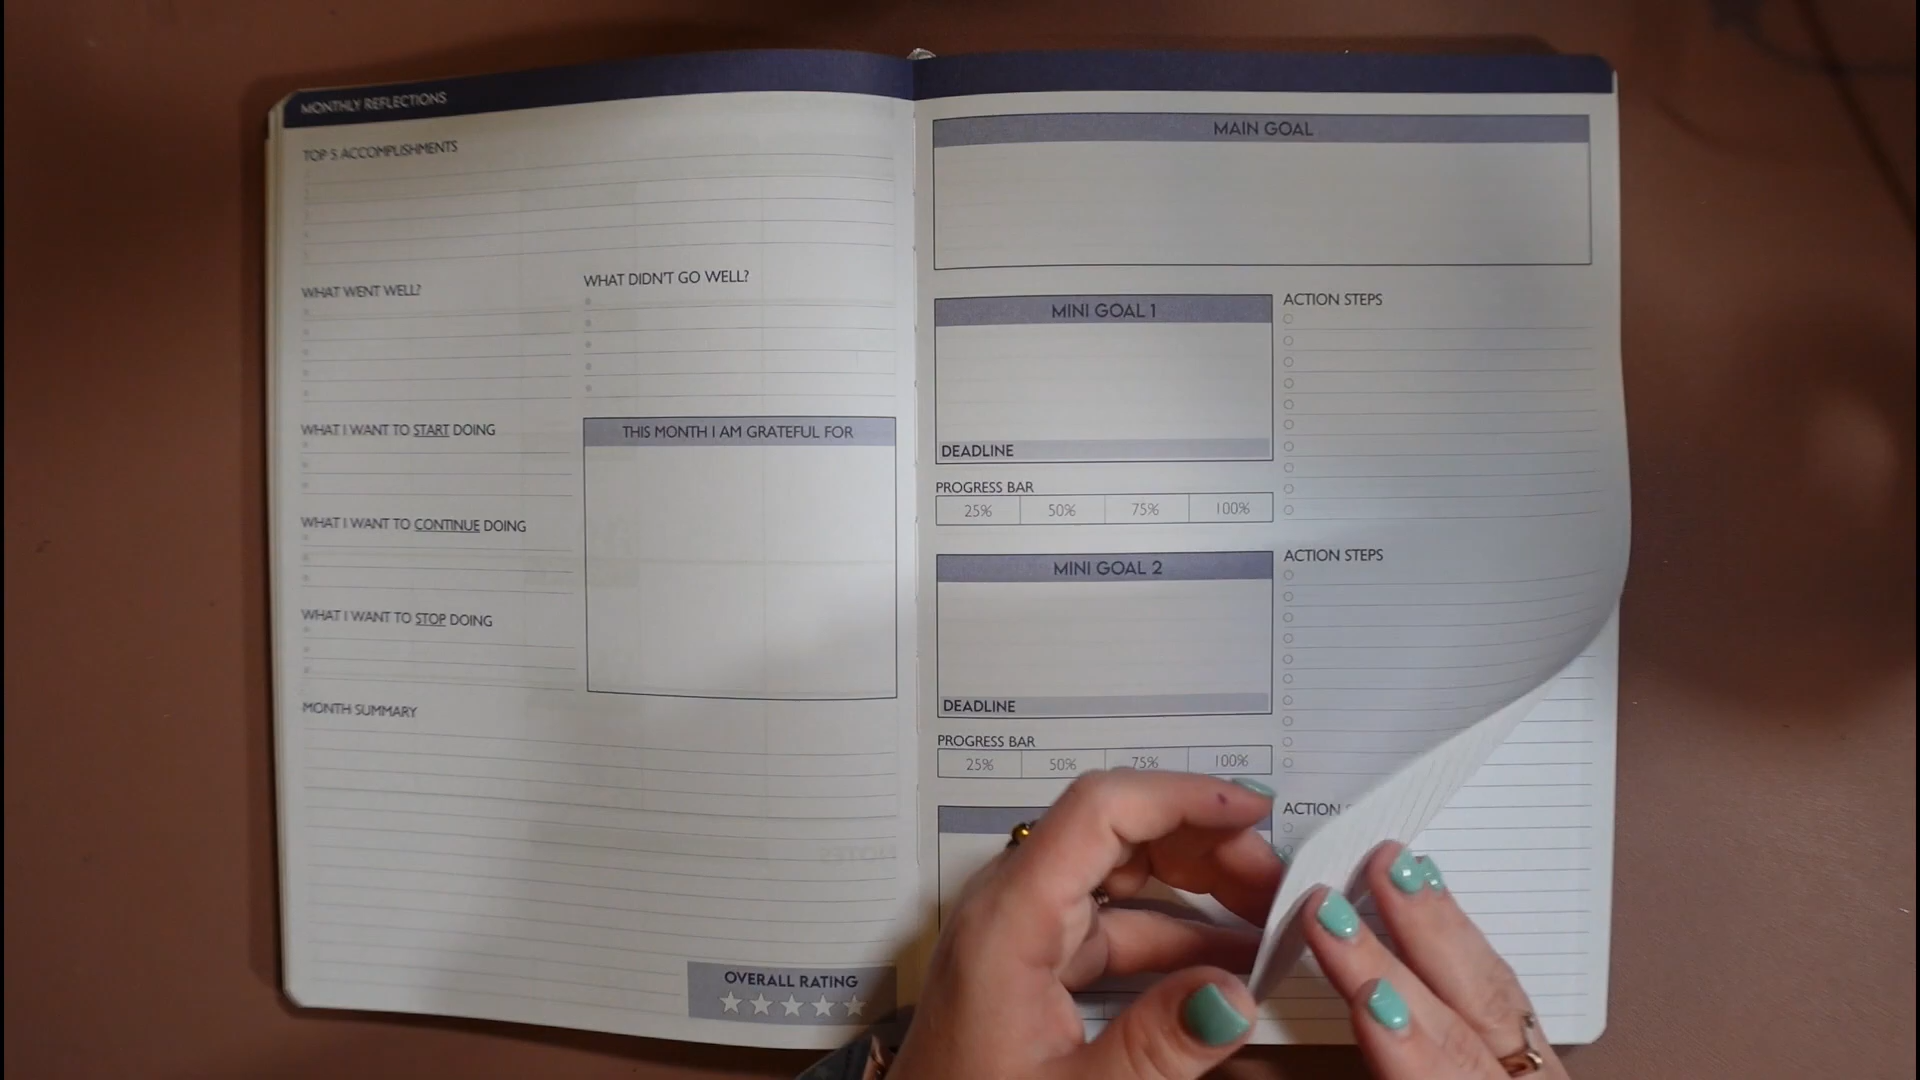 MONTHLY REFLECTIONS
TOP 5 ACCOMPLISHMENTS
WHAT WENT WELL?
WHAT DIDN'T GO WELL?
WHAT I WANT TO START DOING
THIS MONTH I AM GRATEFUL FOR
WHAT I WANT TO CONTINUE DOING
WHAT I WANT TO STOP DOING
MONTH SUMMARY
OVERALL RATING
MAIN GOAL
MINI GOAL 1
ACTION STEPS
DEADLINE
PROGRESS BAR
25% 50% 75% 100%
MINI GOAL 2
ACTION STEPS
DEADLINE
PROGRESS BAR
25% 50% 75% 100%
ACTION